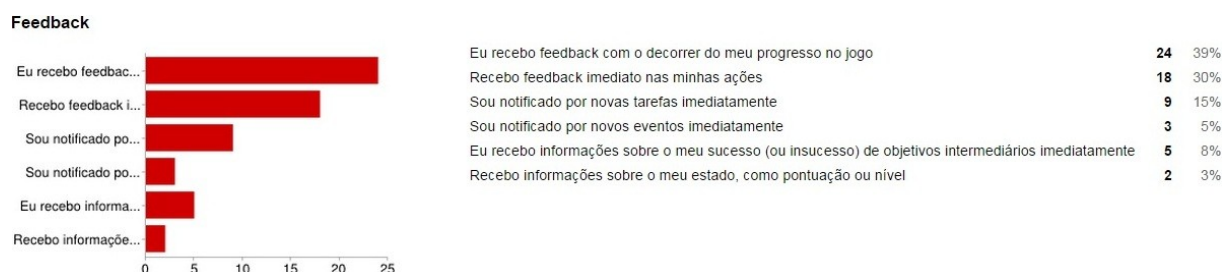 Feedback
Eu recebo feedbac...
Recebo feedback i...
Sou notificado po...
Sou notificado po...
Eu recebo informa...
Recebo informaçõe...
0 5 10 15 20 25
Eu recebo feedback com o decorrer do meu progresso no jogo 24 39%
Recebo feedback imediato nas minhas ações 18 30%
Sou notificado por novas tarefas imediatamente 9 15%
Sou notificado por novos eventos imediatamente 3 5%
Eu recebo informações sobre o meu sucesso (ou insucesso) de objetivos intermediários imediatamente 5 8%
Recebo informações sobre o meu estado, como pontuação ou nível 2 3%